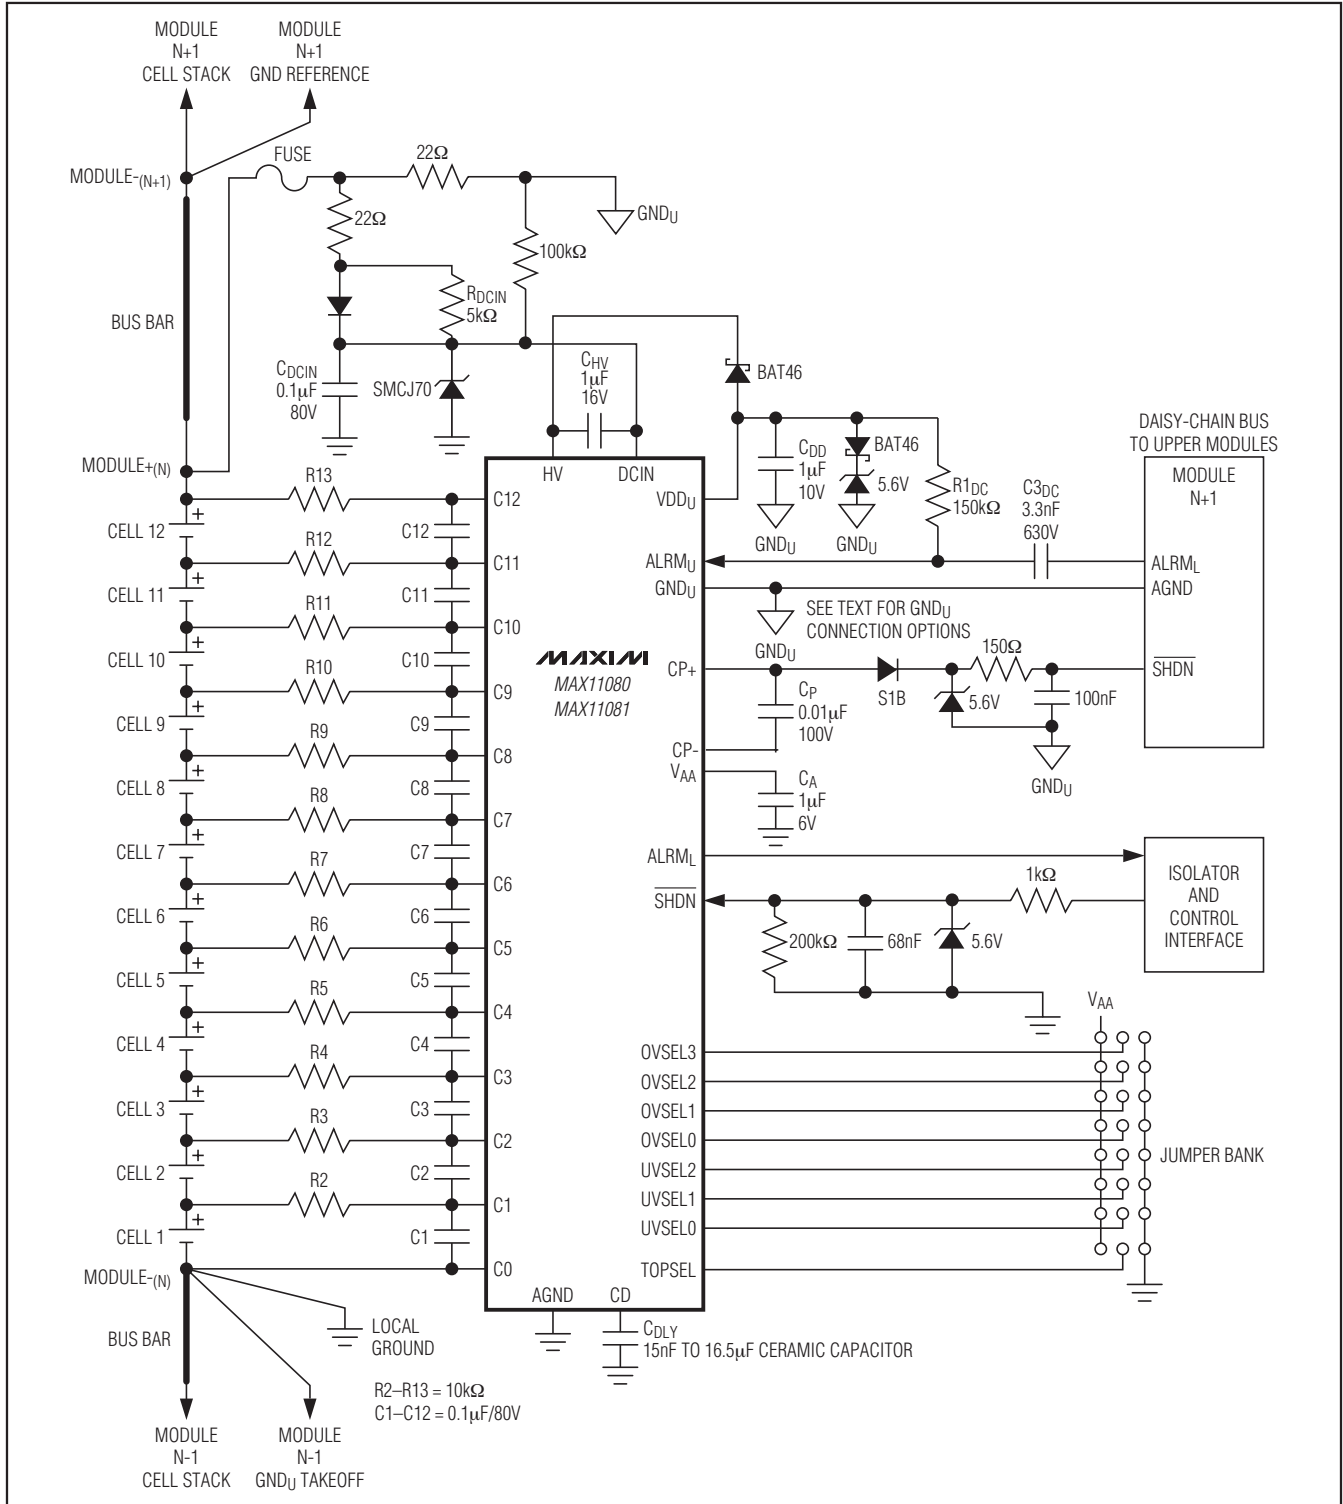 MODULE
N+1
CELL STACK
MODULE
N+1
GND REFERENCE
MODULE-(N+1)
FUSE
22Ω
22Ω
GNDU
100kΩ
RDCIN
5kΩ
BUS BAR
CDCIN
0.1µF
80V
SMCJ70
CHV
1µF
16V
BAT46
CDD
1µF
10V
BAT46
5.6V
GNDU
GNDU
R1DC
150kΩ
C3DC
3.3nF
630V
DAISY-CHAIN BUS
TO UPPER MODULES
MODULE
N+1
ALRML
AGND
SHDN
MODULE+(N)
HV
DCIN
VDDU
ALRMU
GNDU
GNDU
SEE TEXT FOR GNDU
CONNECTION OPTIONS
CP+
CP
0.01µF
100V
S1B
5.6V
150Ω
100nF
GNDU
CP-
VAA
CA
1µF
6V
ALRML
SHDN
200kΩ
68nF
5.6V
1kΩ
ISOLATOR
AND
CONTROL
INTERFACE
MAXIM
MAX11080
MAX11081
R13
C12
+
CELL 12
C12
R12
C11
+
CELL 11
C11
R11
C10
+
CELL 10
C10
R10
C9
+
CELL 9
C9
R9
C8
+
CELL 8
C8
R8
C7
+
CELL 7
C7
R7
C6
+
CELL 6
C6
R6
C5
+
CELL 5
C5
R5
C4
+
CELL 4
C4
R4
C3
+
CELL 3
C3
R3
C2
+
CELL 2
C2
R2
C1
+
CELL 1
C1
C0
VAA
OVSEL3
OVSEL2
OVSEL1
OVSEL0
UVSEL2
UVSEL1
UVSEL0
TOPSEL
JUMPER BANK
MODULE-(N)
AGND
CD
BUS BAR
LOCAL
GROUND
CDLY
15nF TO 16.5µF CERAMIC CAPACITOR
R2–R13 = 10kΩ
C1–C12 = 0.1µF/80V
MODULE
N-1
CELL STACK
MODULE
N-1
GNDU TAKEOFF